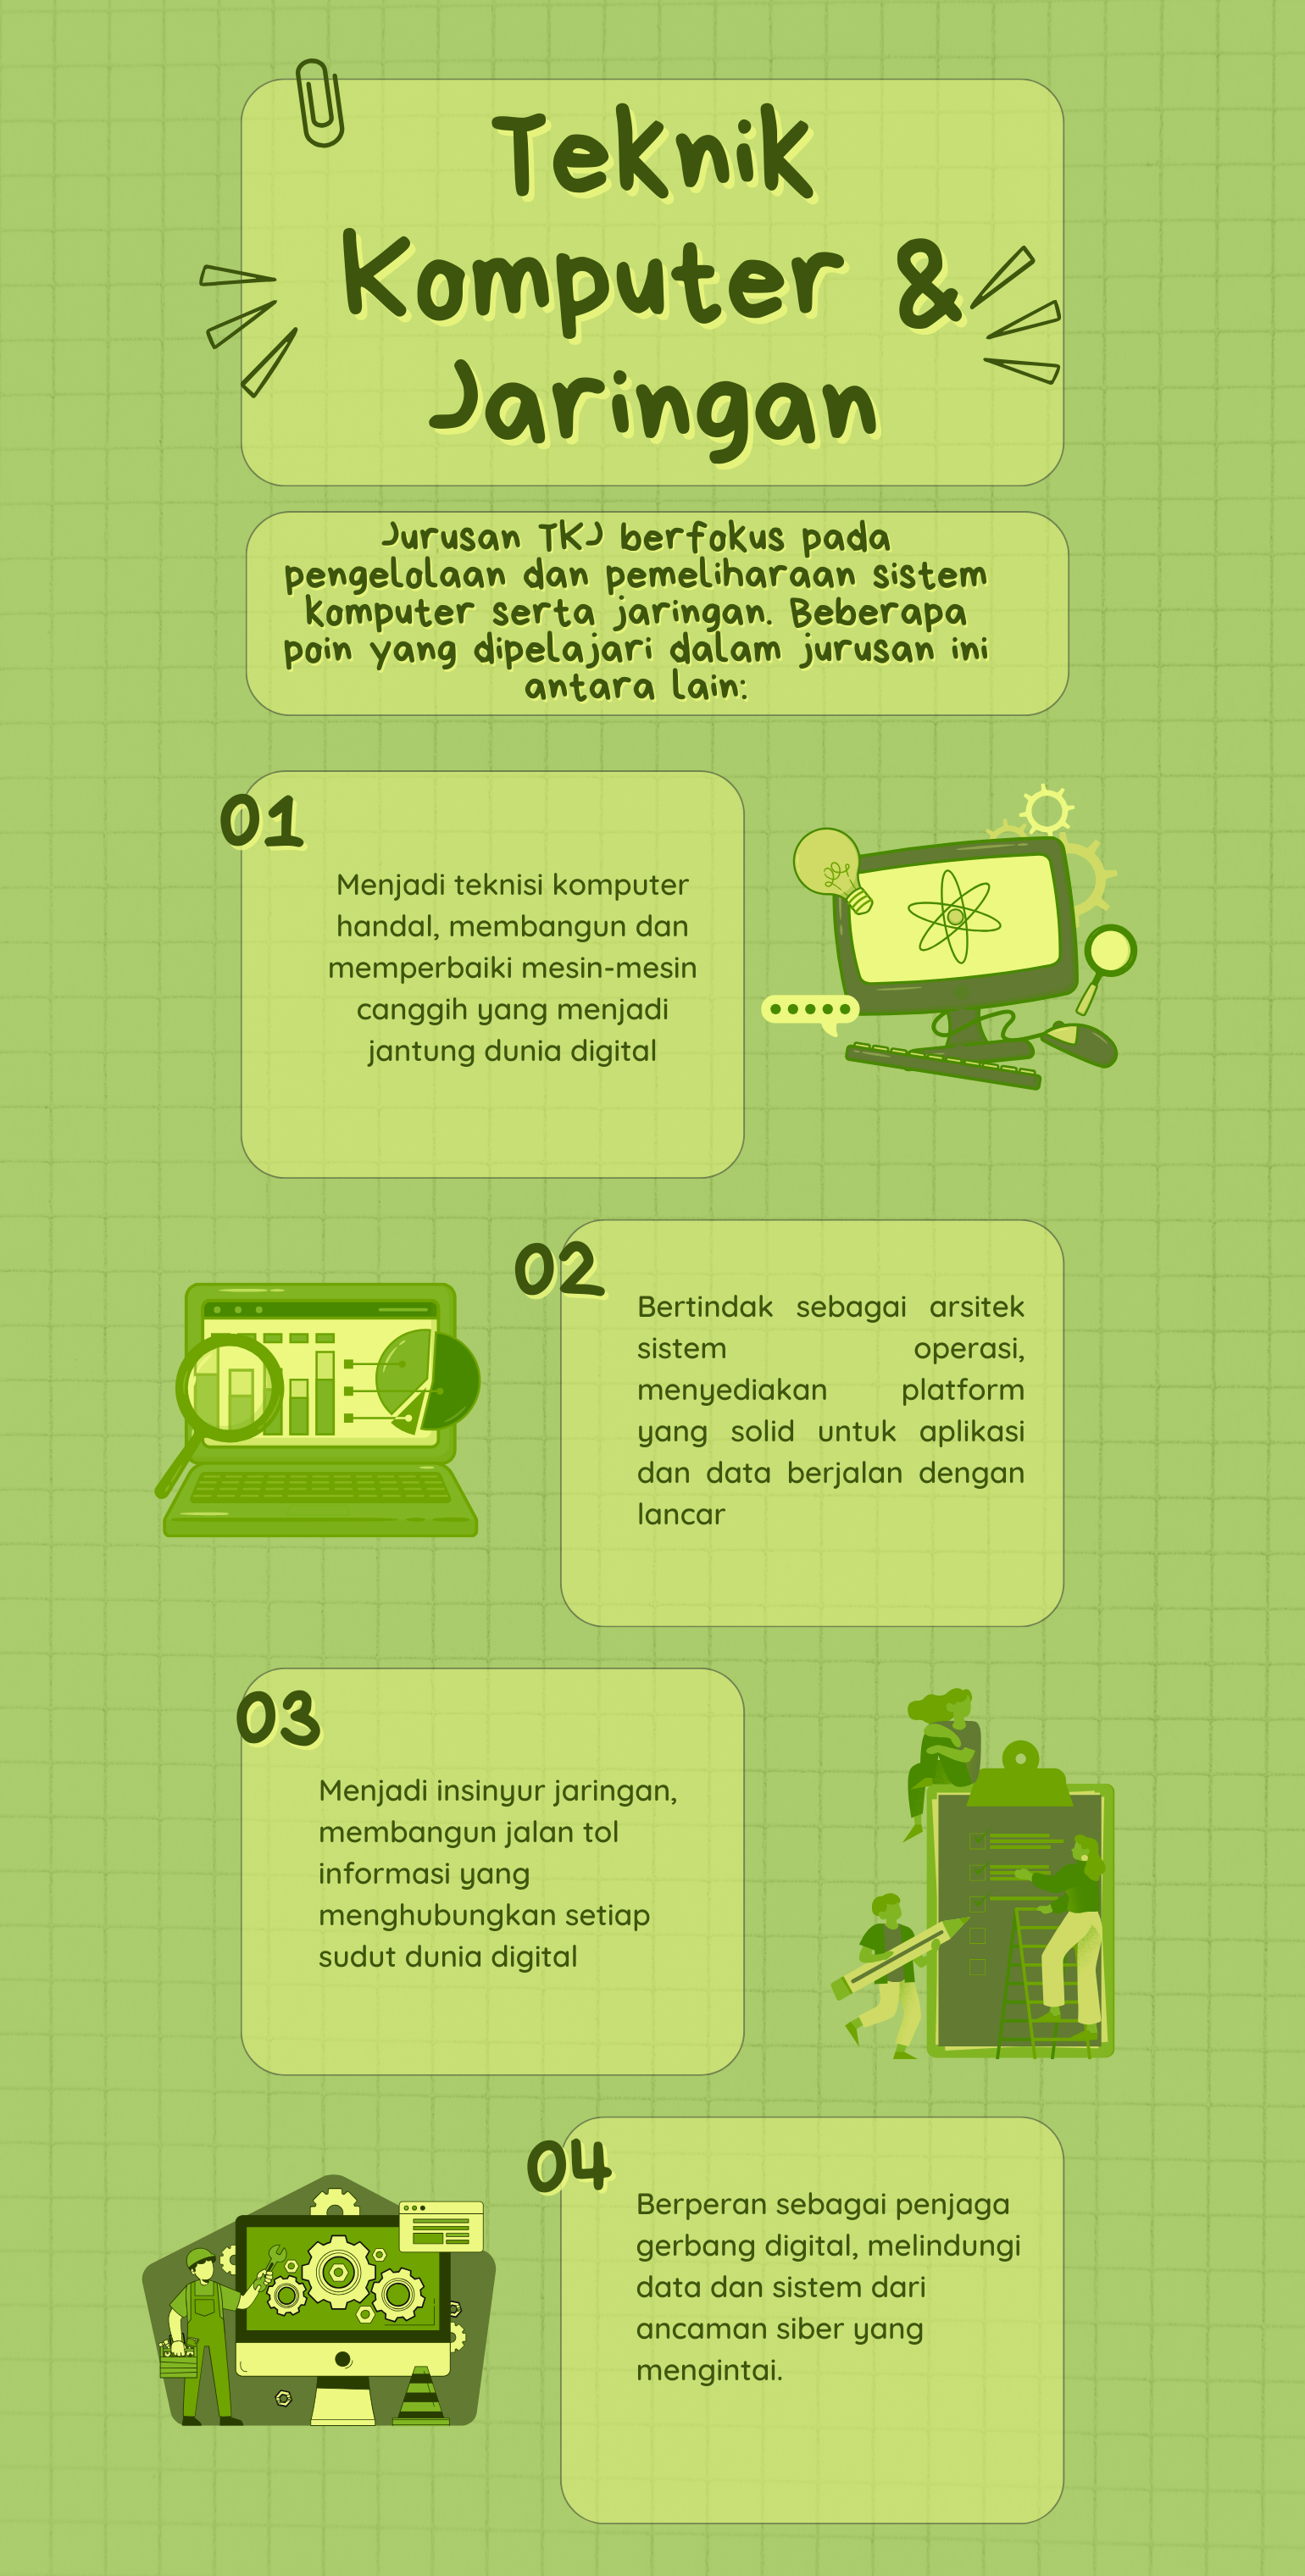 Teknik
Komputer &
Jaringan
Jurusan TKJ berfokus pada
pengelolaan dan pemeliharaan sistem
komputer serta jaringan. Beberapa
poin yang dipelajari dalam jurusan ini
antara lain:
01
Menjadi teknisi komputer
handal, membangun dan
memperbaiki mesin-mesin
canggih yang menjadi
jantung dunia digital
02
Bertindak sebagai arsitek
sistem operasi,
menyediakan platform
yang solid untuk aplikasi
dan data berjalan dengan
lancar
03
Menjadi insinyur jaringan,
membangun jalan tol
informasi yang
menghubungkan setiap
sudut dunia digital
04
Berperan sebagai penjaga
gerbang digital, melindungi
data dan sistem dari
ancaman siber yang
mengintai.